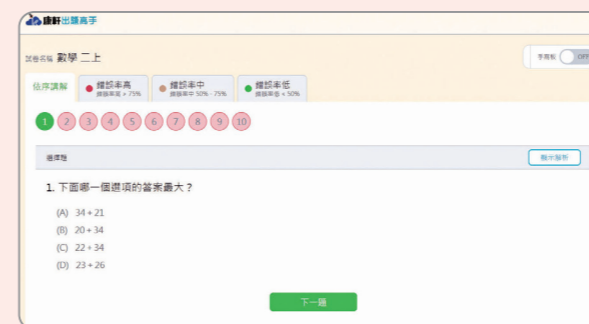 康軒出題高手
試卷名稱 數學 二上
手寫板 OFF
依序講解
錯誤率高
錯誤率高 > 75%
錯誤率中
錯誤率中 50% - 75%
錯誤率低
錯誤率低 < 50%
1 2 3 4 5 6 7 8 9 10
選擇題
顯示解析
1. 下面哪一個選項的答案最大？
(A) 34 + 21
(B) 20 + 34
(C) 22 + 34
(D) 23 + 26
下一題